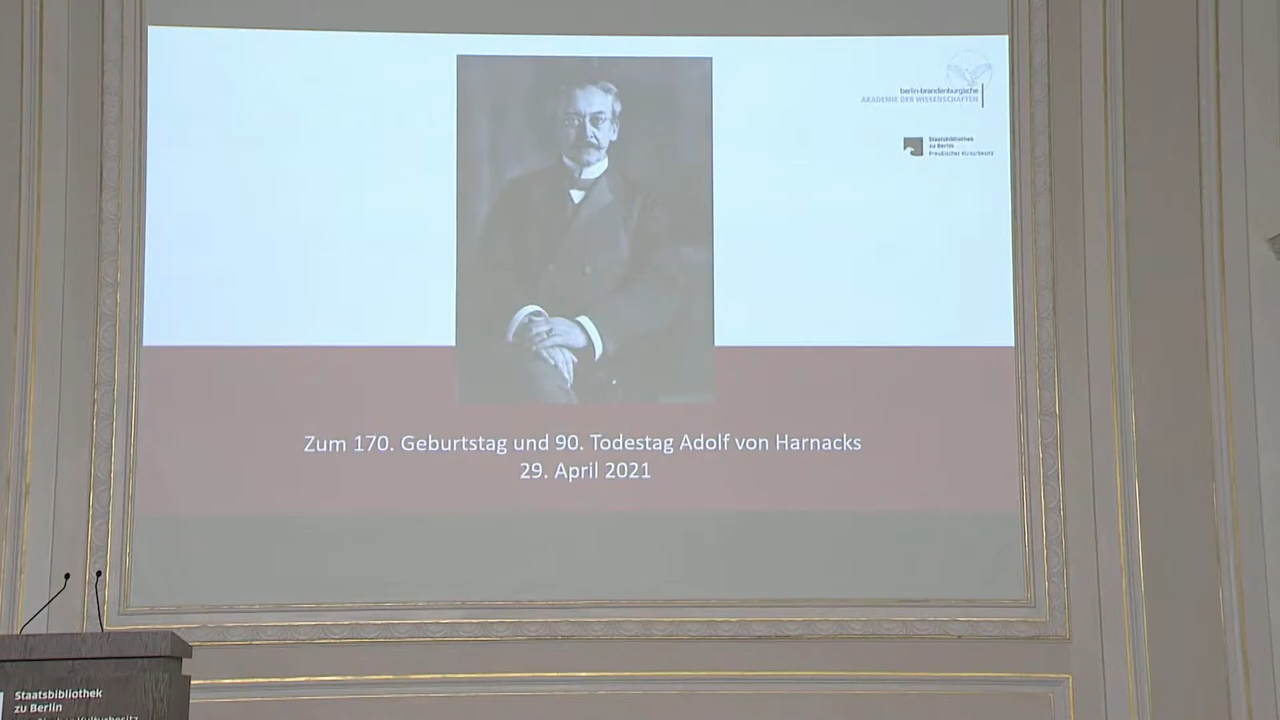 berlin-brandenburgische
AKADEMIE DER WISSENSCHAFTEN
Staatsbibliothek
zu Berlin
Preußischer Kulturbesitz
Zum 170. Geburtstag und 90. Todestag Adolf von Harnacks
29. April 2021
Staatsbibliothek
zu Berlin
Kulturbesitz